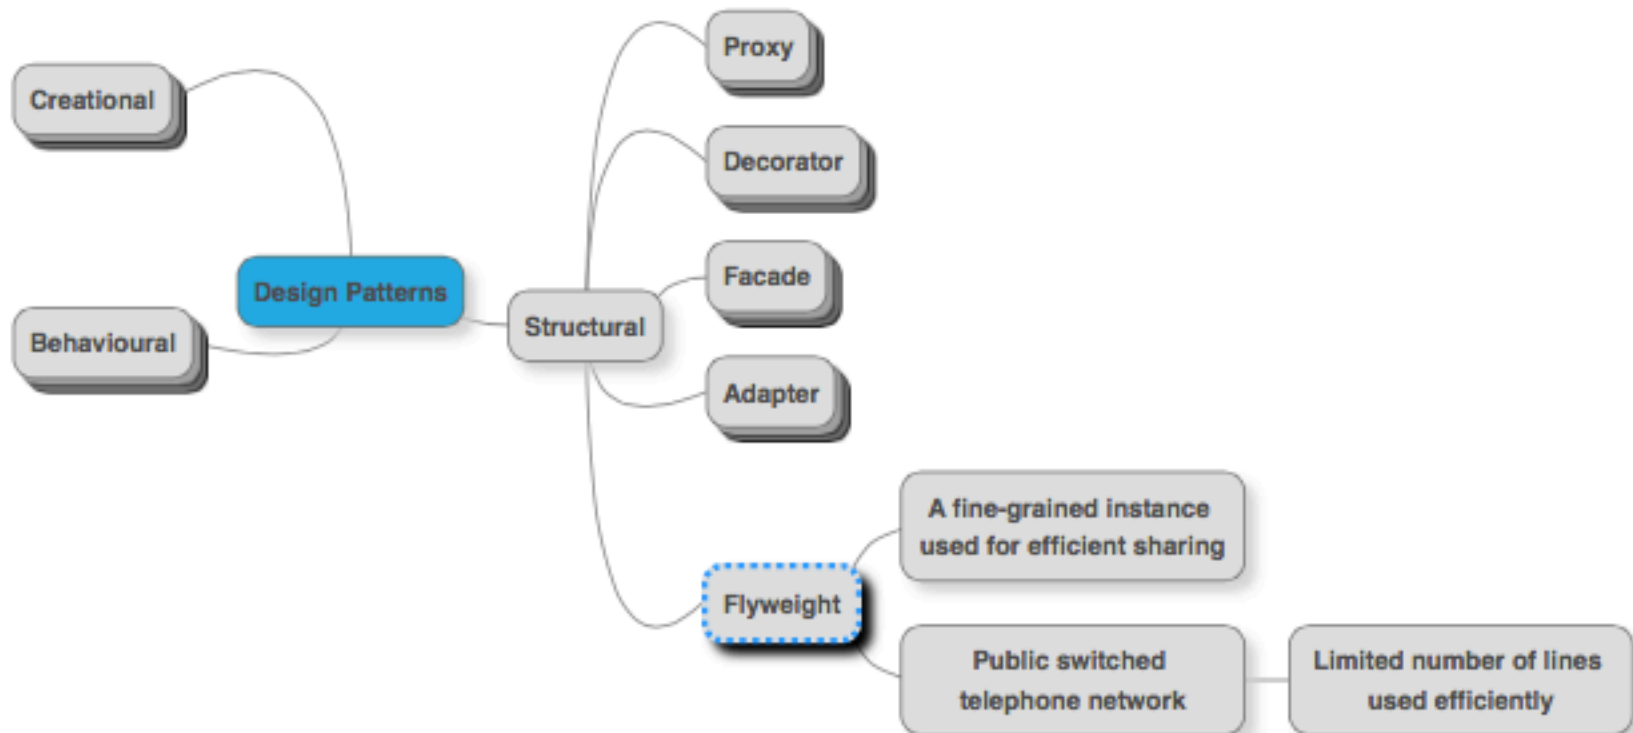 Creational
Behavioural
Design Patterns
Structural
Proxy
Decorator
Facade
Adapter
Flyweight
A fine-grained instance
used for efficient sharing
Public switched
telephone network
Limited number of lines
used efficiently